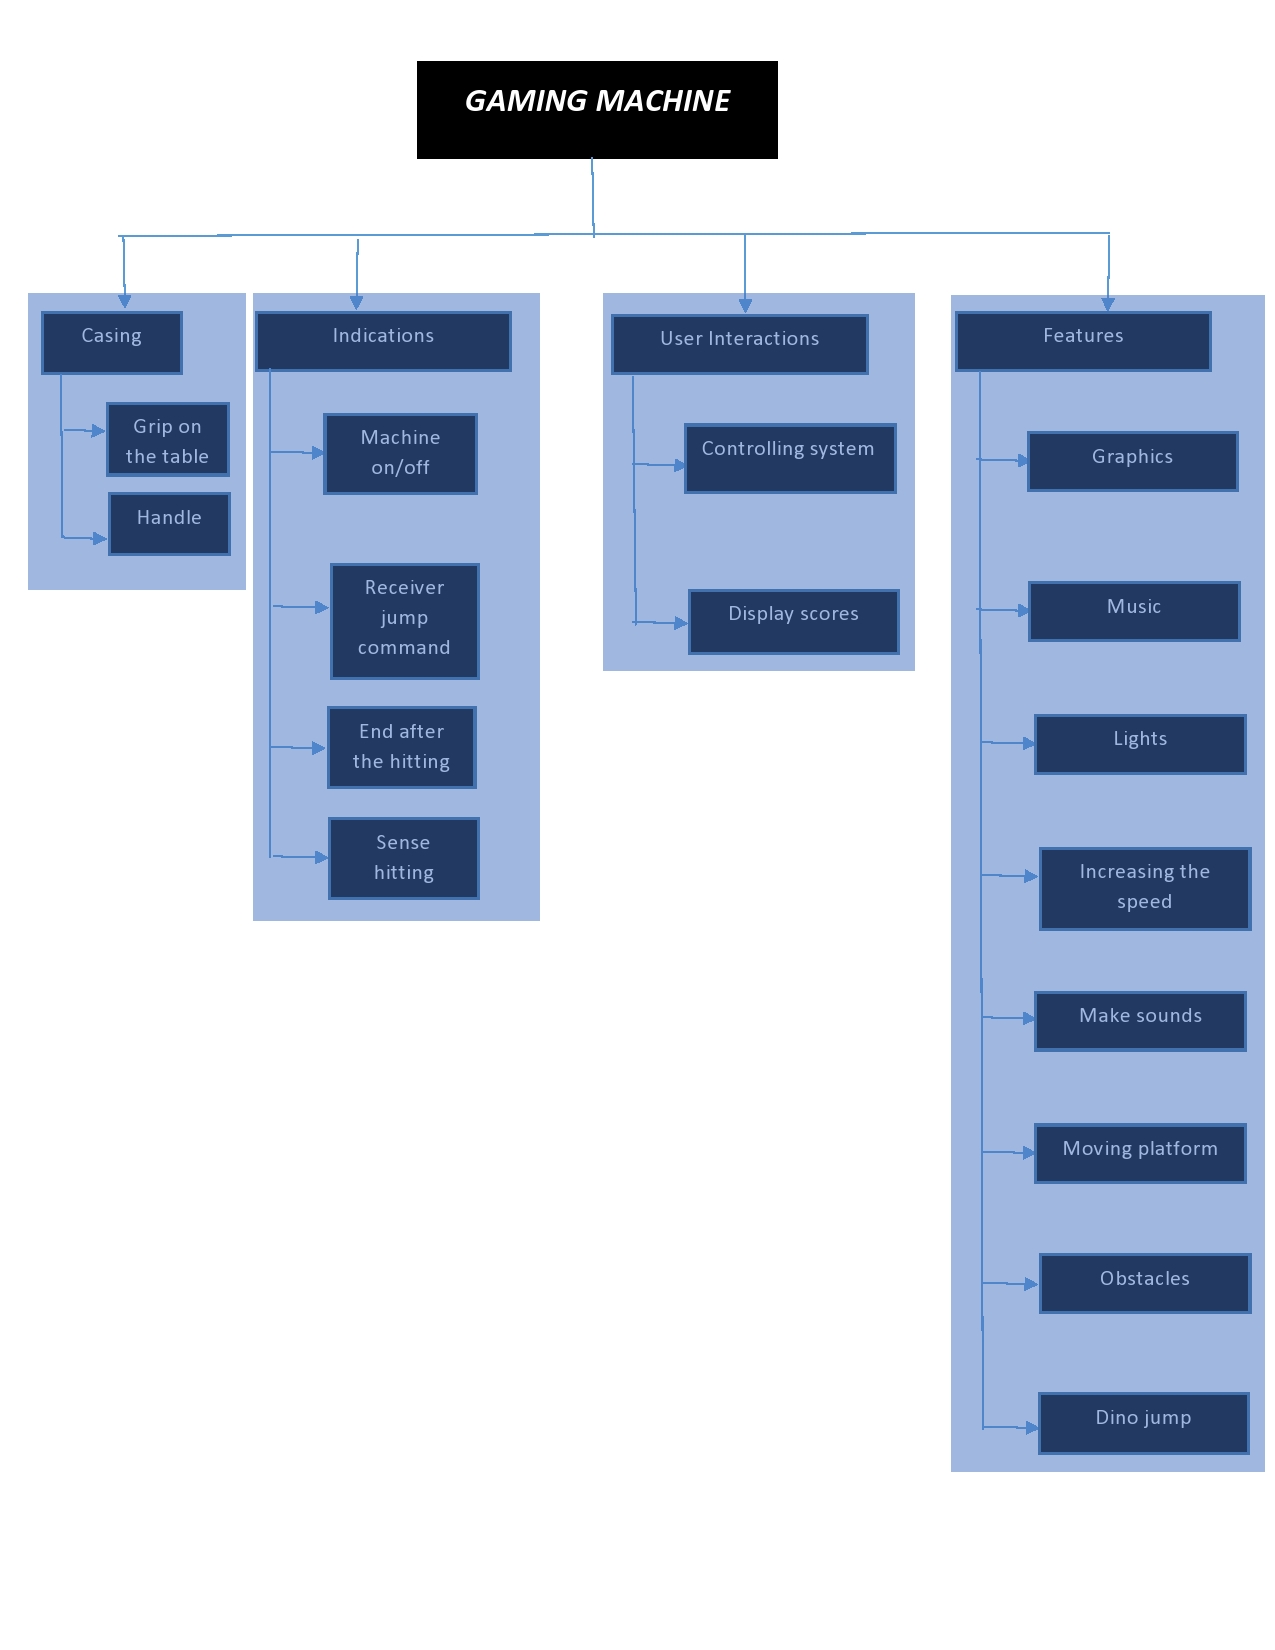 GAMING MACHINE
Casing
Grip on
the table
Handle
Indications
Machine
on/off
Receiver
jump
command
End after
the hitting
Sense
hitting
User Interactions
Controlling system
Display scores
Features
Graphics
Music
Lights
Increasing the
speed
Make sounds
Moving platform
Obstacles
Dino jump